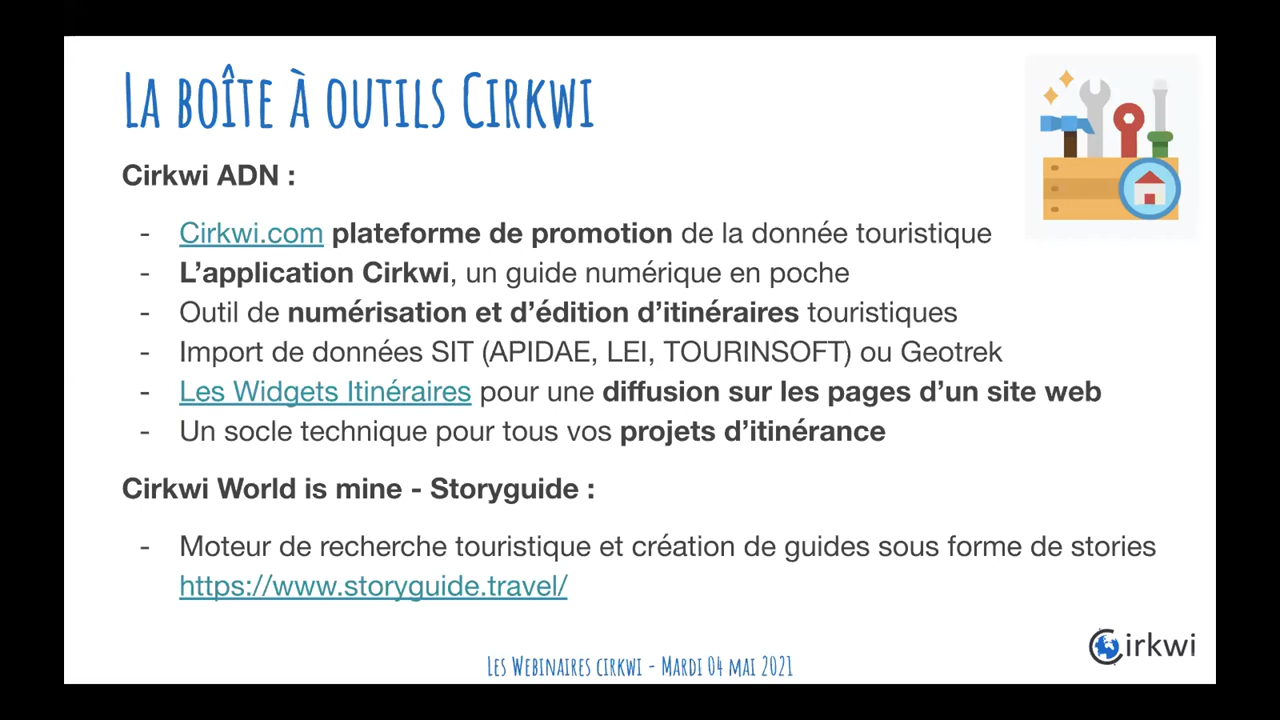 La boîte à outils Cirkwi
Cirkwi ADN :
- Cirkwi.com plateforme de promotion de la donnée touristique
- L’application Cirkwi, un guide numérique en poche
- Outil de numérisation et d’édition d’itinéraires touristiques
- Import de données SIT (APIDAE, LEI, TOURINSOFT) ou Geotrek
- Les Widgets Itinéraires pour une diffusion sur les pages d’un site web
- Un socle technique pour tous vos projets d’itinérance
Cirkwi World is mine - Storyguide :
- Moteur de recherche touristique et création de guides sous forme de stories
https://www.storyguide.travel/
Cirkwi
Les Webinaires cirkwi - Mardi 04 mai 2021